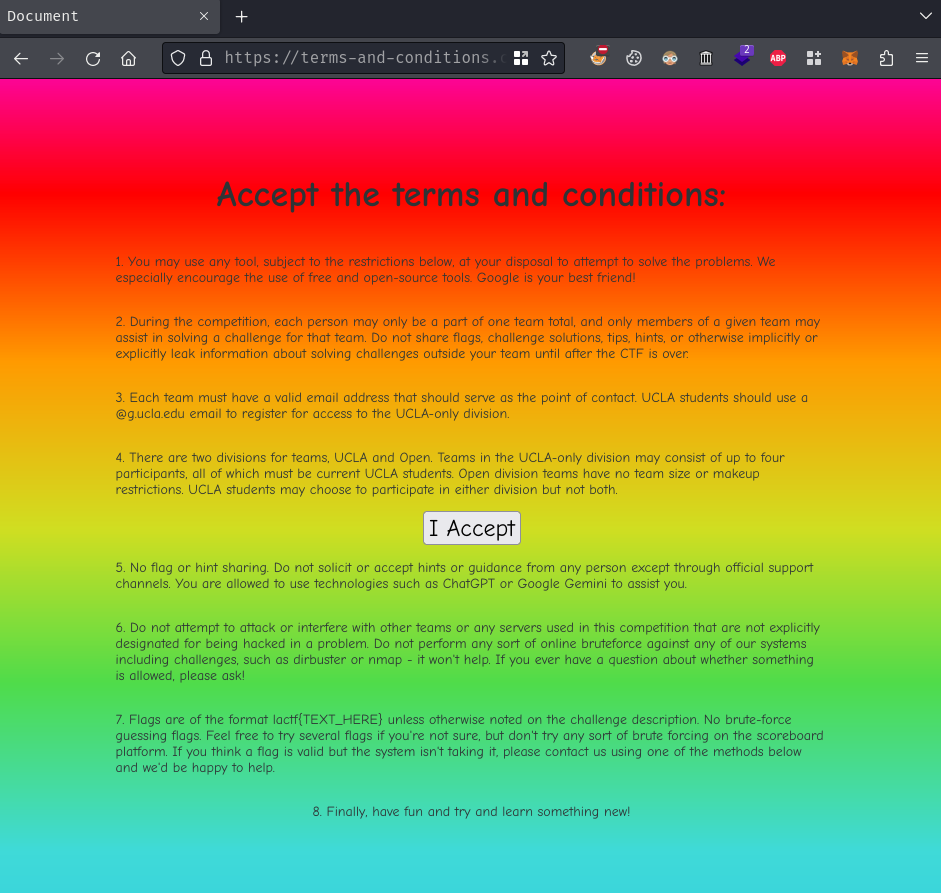 Document
https://terms-and-conditions.
2
ABP
Accept the terms and conditions:
1. You may use any tool, subject to the restrictions below, at your disposal to attempt to solve the problems. We
especially encourage the use of free and open-source tools. Google is your best friend!
2. During the competition, each person may only be a part of one team total, and only members of a given team may
assist in solving a challenge for that team. Do not share flags, challenge solutions, tips, hints, or otherwise implicitly or
explicitly leak information about solving challenges outside your team until after the CTF is over.
3. Each team must have a valid email address that should serve as the point of contact. UCLA students should use a
@g.ucla.edu email to register for access to the UCLA-only division.
4. There are two divisions for teams, UCLA and Open. Teams in the UCLA-only division may consist of up to four
participants, all of which must be current UCLA students. Open division teams have no team size or makeup
restrictions. UCLA students may choose to participate in either division but not both.
I Accept
5. No flag or hint sharing. Do not solicit or accept hints or guidance from any person except through official support
channels. You are allowed to use technologies such as ChatGPT or Google Gemini to assist you.
6. Do not attempt to attack or interfere with other teams or any servers used in this competition that are not explicitly
designated for being hacked in a problem. Do not perform any sort of online bruteforce against any of our systems
including challenges, such as dirbuster or nmap - it won't help. If you ever have a question about whether something
is allowed, please ask!
7. Flags are of the format lactf{TEXT_HERE} unless otherwise noted on the challenge description. No brute-force
guessing flags. Feel free to try several flags if you're not sure, but don't try any sort of brute forcing on the scoreboard
platform. If you think a flag is valid but the system isn't taking it, please contact us using one of the methods below
and we'd be happy to help.
8. Finally, have fun and try and learn something new!